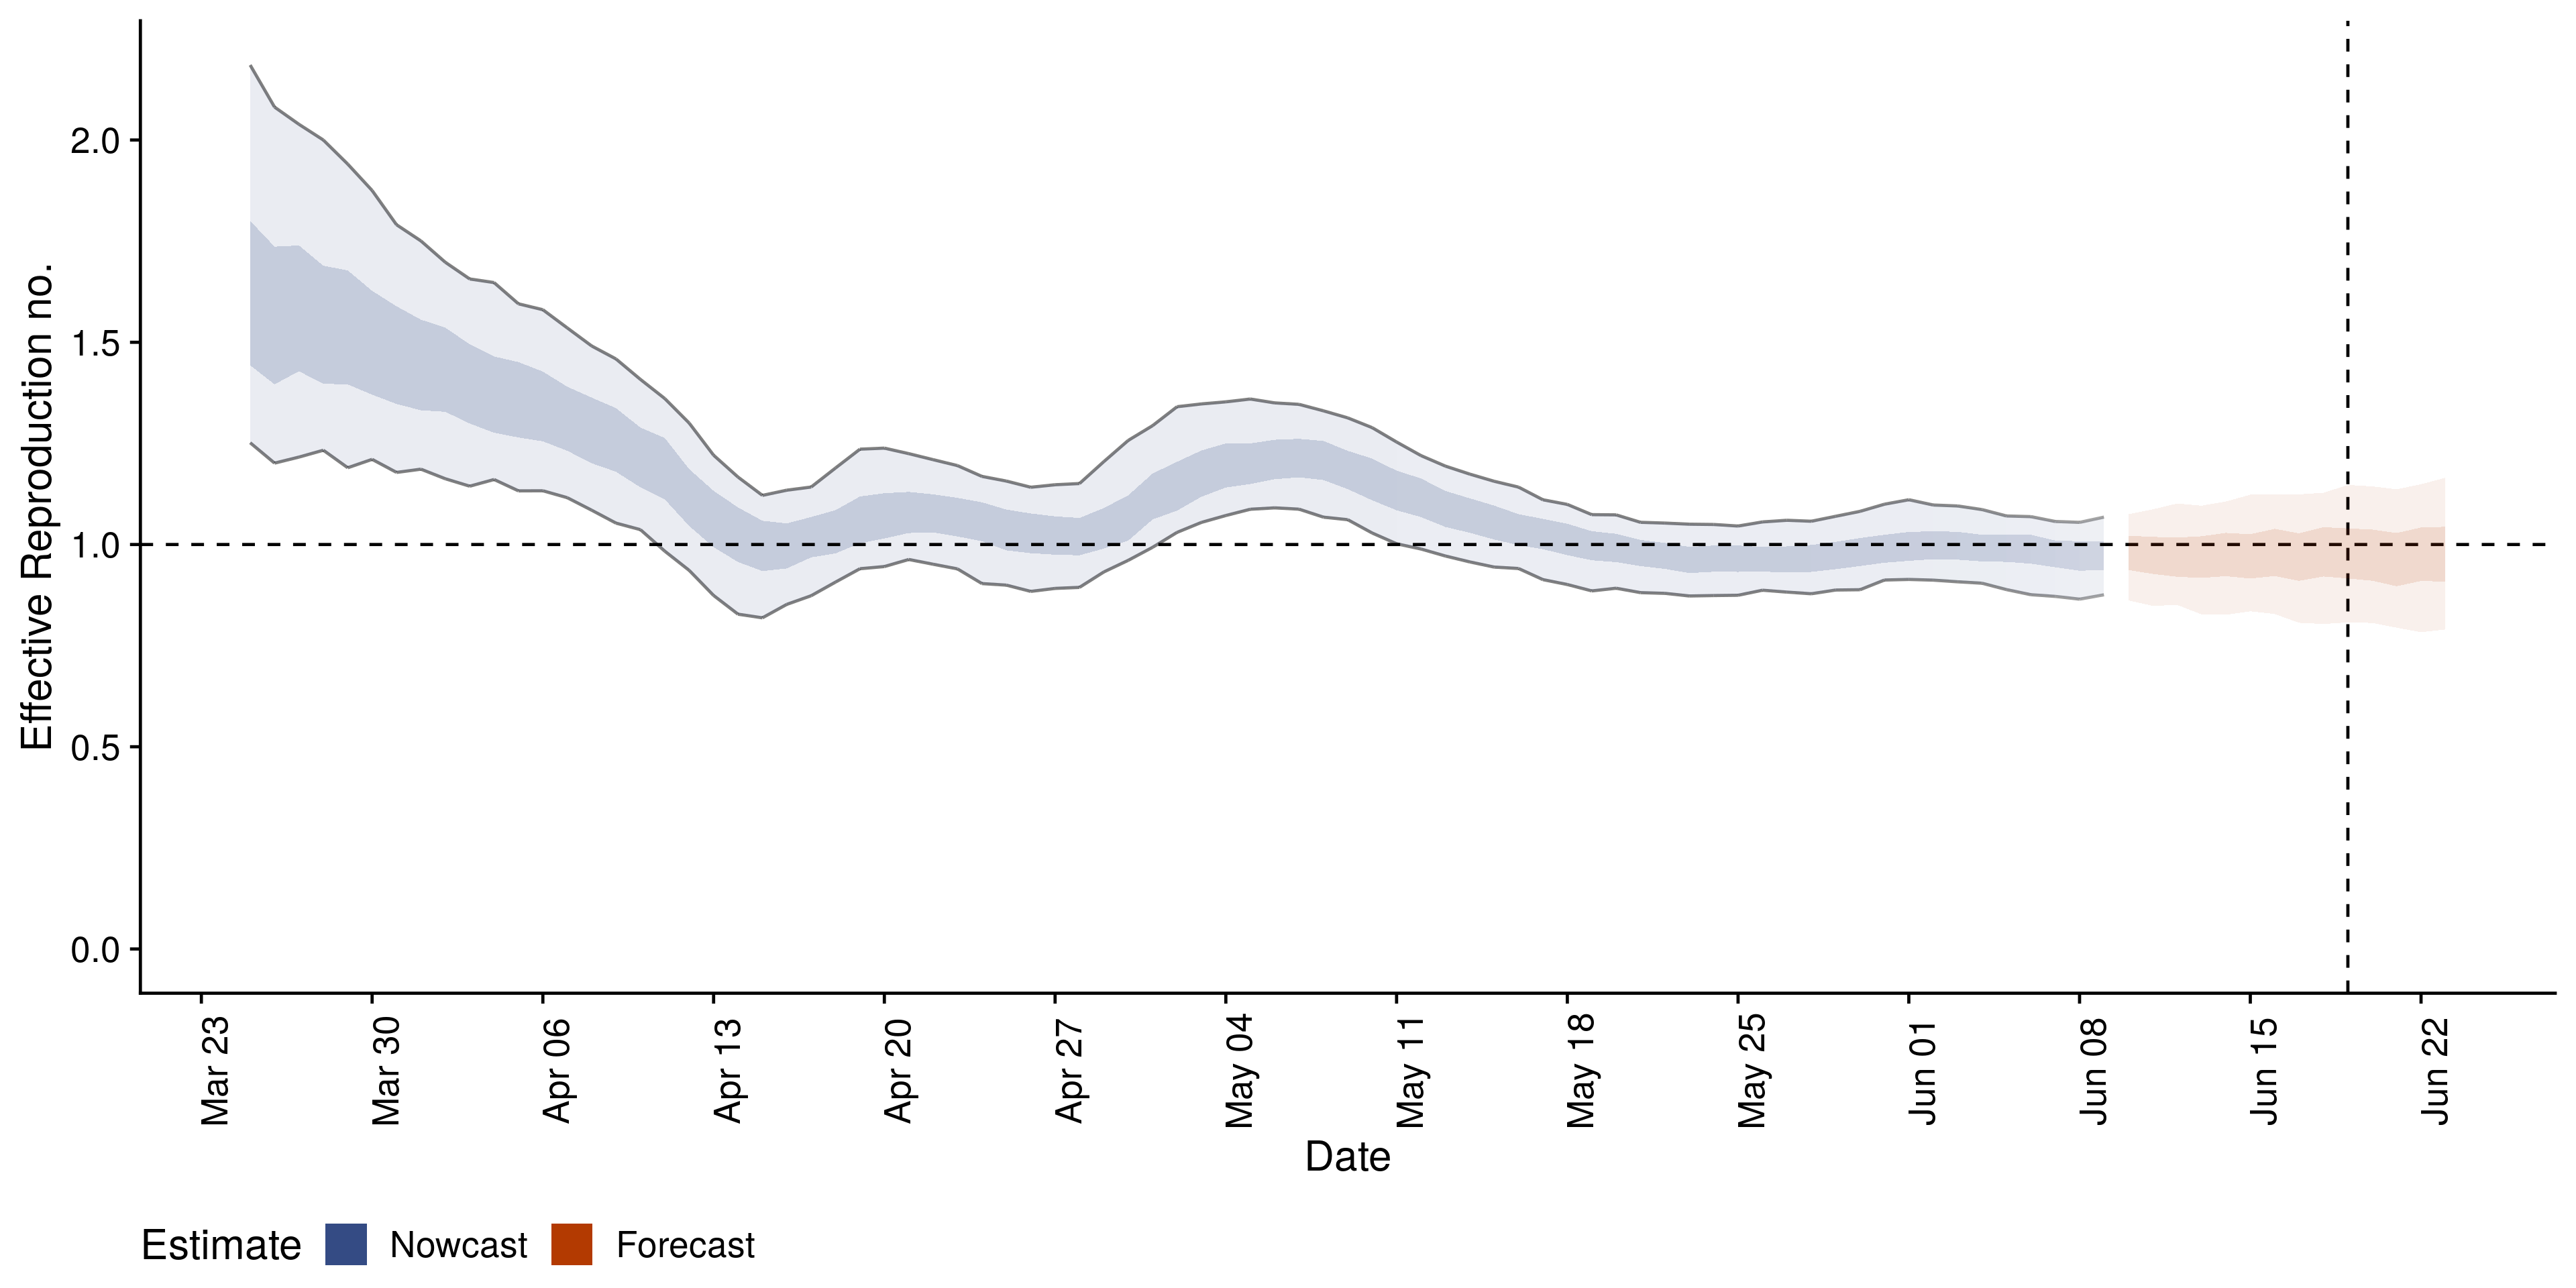 Effective Reproduction no.
2.0
1.5
1.0
0.5
0.0
Mar 23
Mar 30
Apr 06
Apr 13
Apr 20
Apr 27
May 04
May 11
May 18
May 25
Jun 01
Jun 08
Jun 15
Jun 22
Date
Estimate Nowcast Forecast